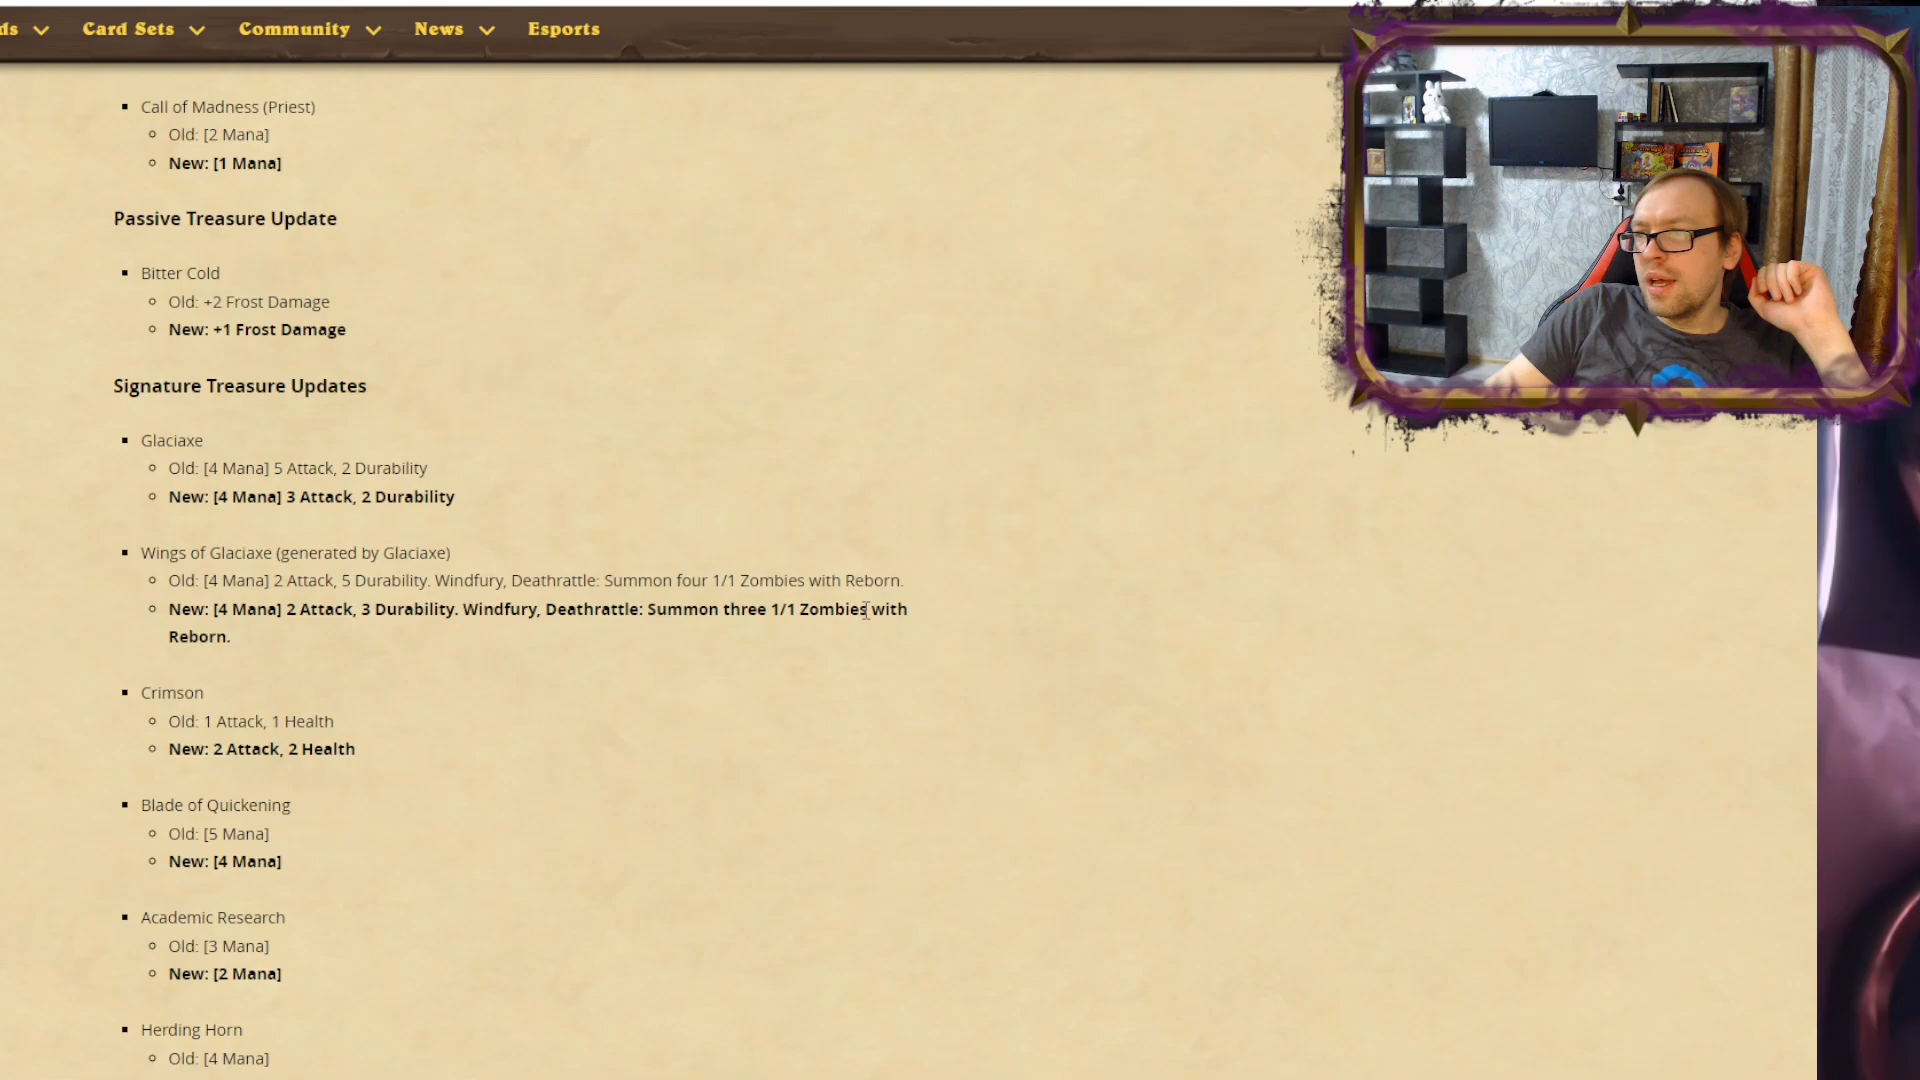 ds
Card Sets
Community
News
Esports
Call of Madness (Priest)
Old: [2 Mana]
New: [1 Mana]
Passive Treasure Update
Bitter Cold
Old: +2 Frost Damage
New: +1 Frost Damage
Signature Treasure Updates
Glaciaxe
Old: [4 Mana] 5 Attack, 2 Durability
New: [4 Mana] 3 Attack, 2 Durability
Wings of Glaciaxe (generated by Glaciaxe)
Old: [4 Mana] 2 Attack, 5 Durability. Windfury, Deathrattle: Summon four 1/1 Zombies with Reborn.
New: [4 Mana] 2 Attack, 3 Durability. Windfury, Deathrattle: Summon three 1/1 Zombies with
Reborn.
Crimson
Old: 1 Attack, 1 Health
New: 2 Attack, 2 Health
Blade of Quickening
Old: [5 Mana]
New: [4 Mana]
Academic Research
Old: [3 Mana]
New: [2 Mana]
Herding Horn
Old: [4 Mana]